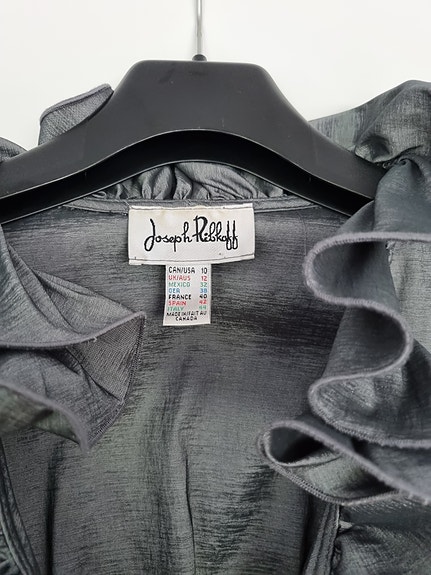 Joseph Ribkoff
CAN/USA 10
UK/AUS 12
MEXICO 32
GER 38
FRANCE 40
SPAIN 42
ITALY 44
MADE IN/FAIT AU
CANADA